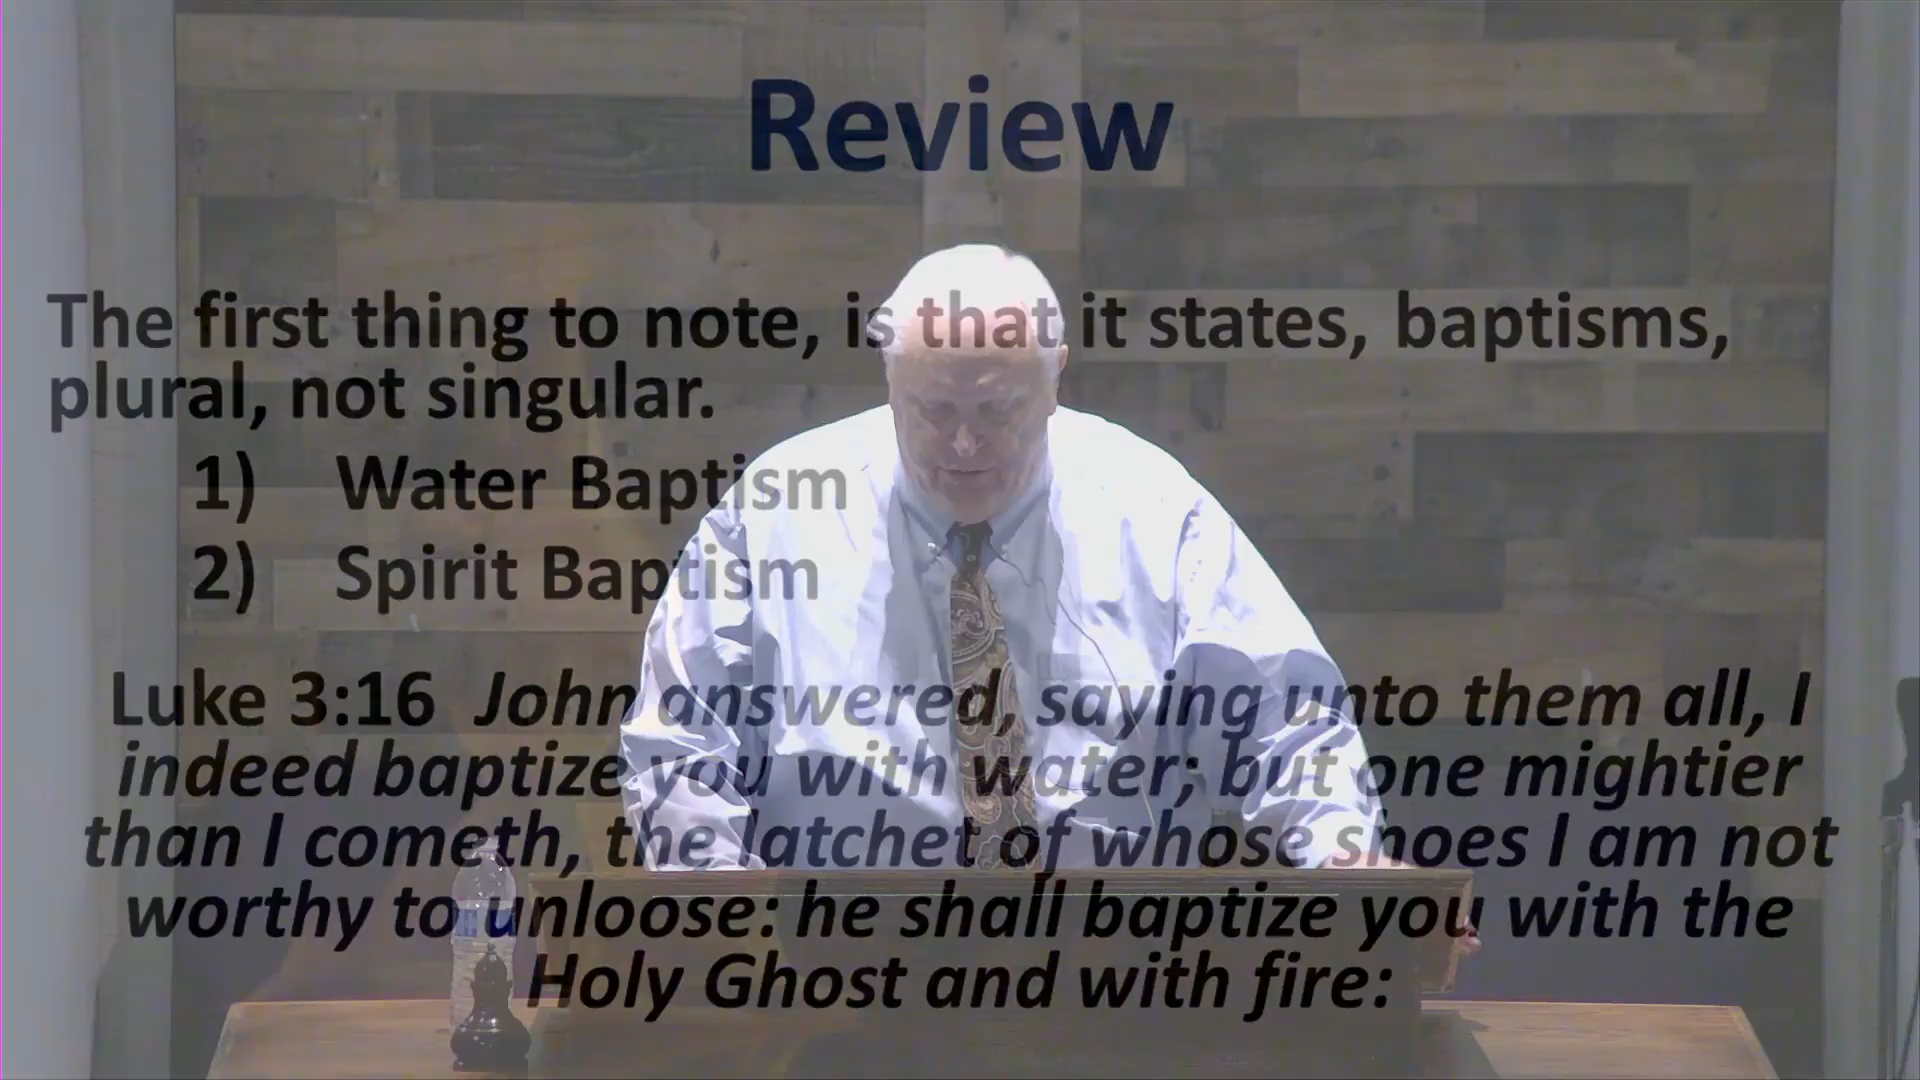 Review
The first thing to note, is that it states, baptisms,
plural, not singular.
1) Water Baptism
2) Spirit Baptism
Luke 3:16 John answered, saying unto them all, I
indeed baptize you with water; but one mightier
than I cometh, the latchet of whose shoes I am not
worthy to unloose: he shall baptize you with the
Holy Ghost and with fire: